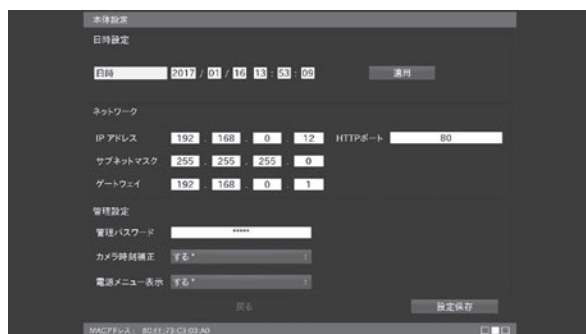 本体設定
日時設定
日時 2017 / 01 / 16 13 : 53 : 09 適用
ネットワーク
IP アドレス 192 . 168 . 0 . 12 HTTPポート 80
サブネットマスク 255 . 255 . 255 . 0
ゲートウェイ 192 . 168 . 0 . 1
管理設定
管理パスワード *****
カメラ時刻補正 する *
電源メニュー表示 する *
戻る 設定保存
MACアドレス : 80:f1:73:C3:03:A0